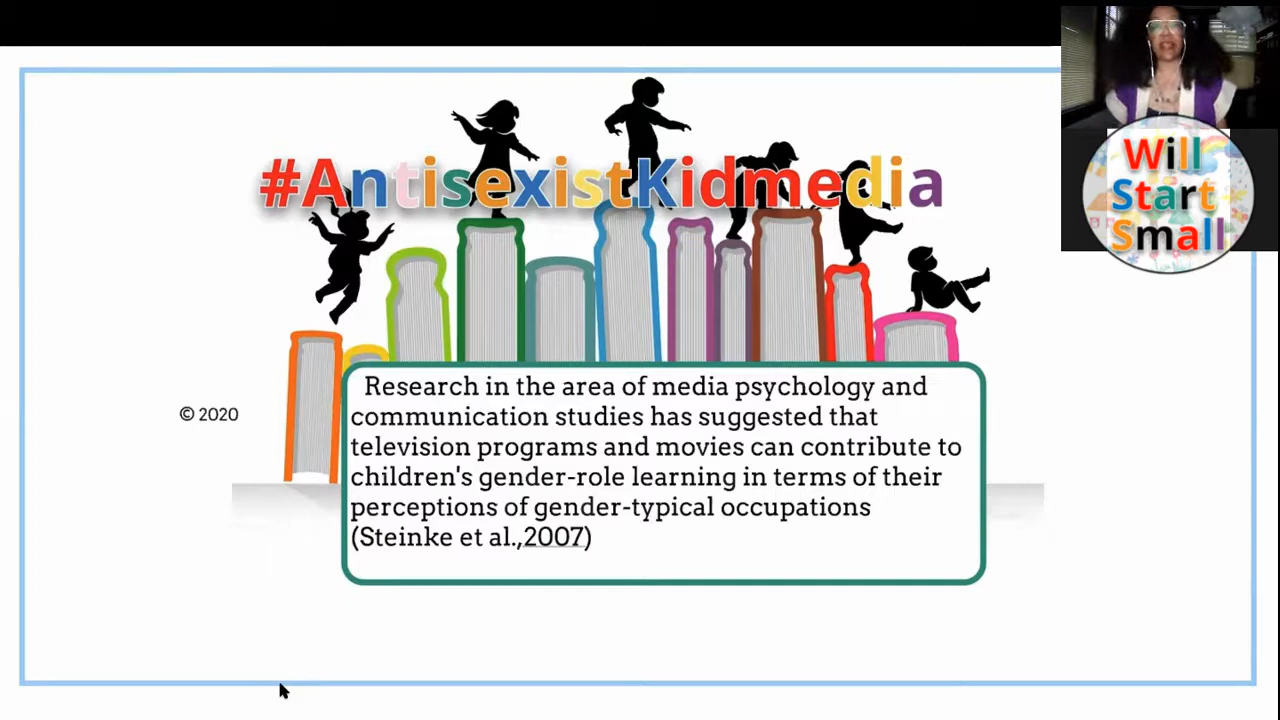 #AntisexistKidmedia
Will
Start
Small
© 2020
Research in the area of media psychology and
communication studies has suggested that
television programs and movies can contribute to
children's gender-role learning in terms of their
perceptions of gender-typical occupations
(Steinke et al.,2007)